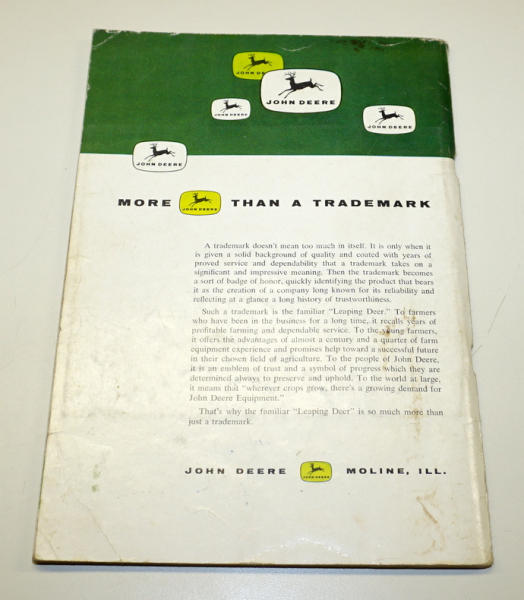 JOHN DEERE
JOHN DEERE
JOHN DEERE
JOHN DEERE
JOHN DEERE
MORE JOHN DEERE THAN A TRADEMARK
A trademark doesn't mean too much in itself. It is only when it
is given a solid background of quality and coated with years of
proved service and dependability that a trademark takes on a
significant and impressive meaning. Then the trademark becomes
a sort of badge of honor, quickly identifying the product that bears
it as the creation of a company long known for its reliability and
reflecting at a glance a long history of trustworthiness.
Such a trademark is the familiar "Leaping Deer." To farmers
who have been in the business for a long time, it recalls years of
profitable farming and dependable service. To the young farmers,
it offers the advantages of almost a century and a quarter of farm
equipment experience and promises help toward a successful future
in their chosen field of agriculture. To the people of John Deere,
it is an emblem of trust and a symbol of progress which they are
determined always to preserve and uphold. To the world at large,
it means that "wherever crops grow, there's a growing demand for
John Deere Equipment."
That's why the familiar "Leaping Deer" is so much more than
just a trademark.
JOHN DEERE JOHN DEERE MOLINE, ILL.